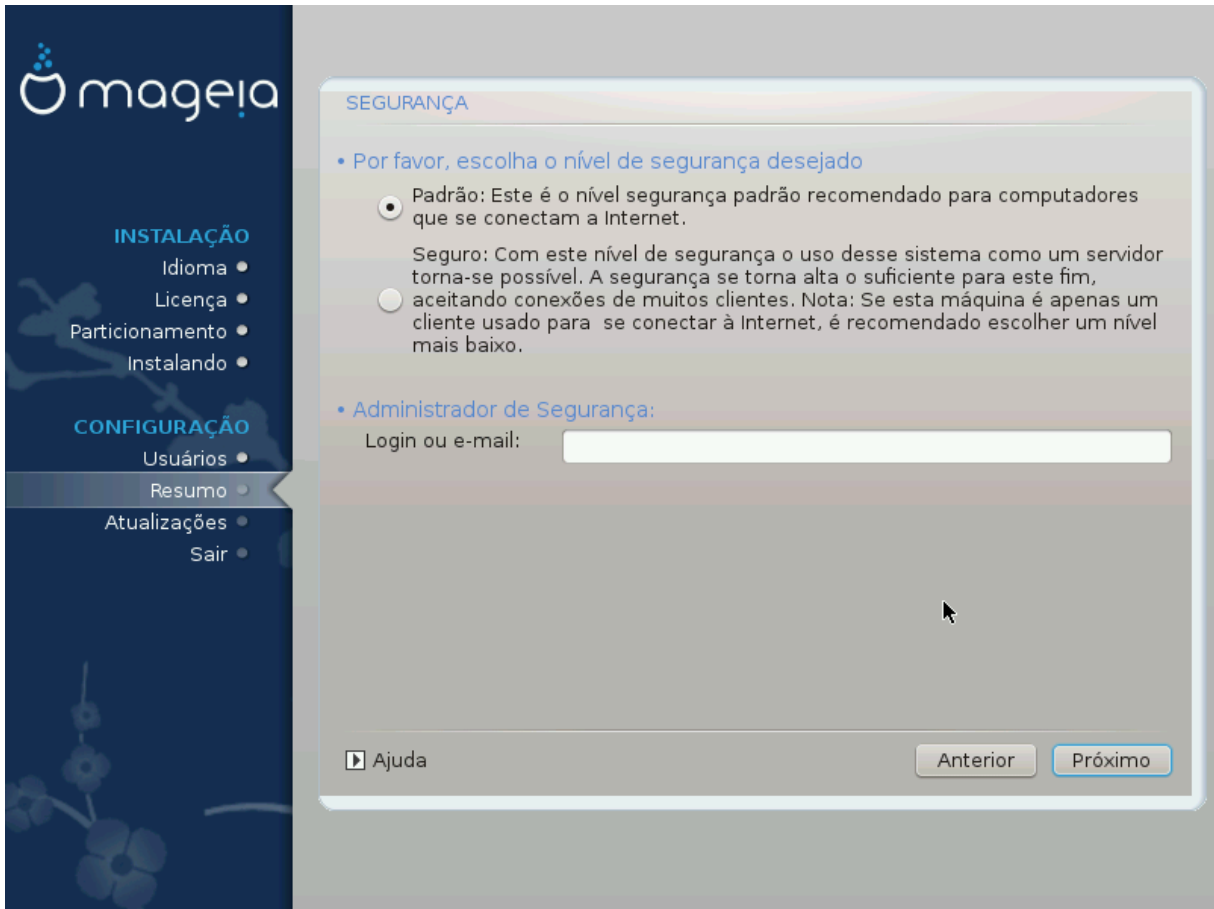 mageia
INSTALAÇÃO
Idioma
Licença
Particionamento
Instalando
CONFIGURAÇÃO
Usuários
Resumo
Atualizações
Sair
SEGURANÇA
• Por favor, escolha o nível de segurança desejado
Padrão: Este é o nível segurança padrão recomendado para computadores
que se conectam a Internet.
Seguro: Com este nível de segurança o uso desse sistema como um servidor
torna-se possível. A segurança se torna alta o suficiente para este fim,
aceitando conexões de muitos clientes. Nota: Se esta máquina é apenas um
cliente usado para  se conectar à Internet, é recomendado escolher um nível
mais baixo.
• Administrador de Segurança:
Login ou e-mail:
Ajuda
Anterior
Próximo